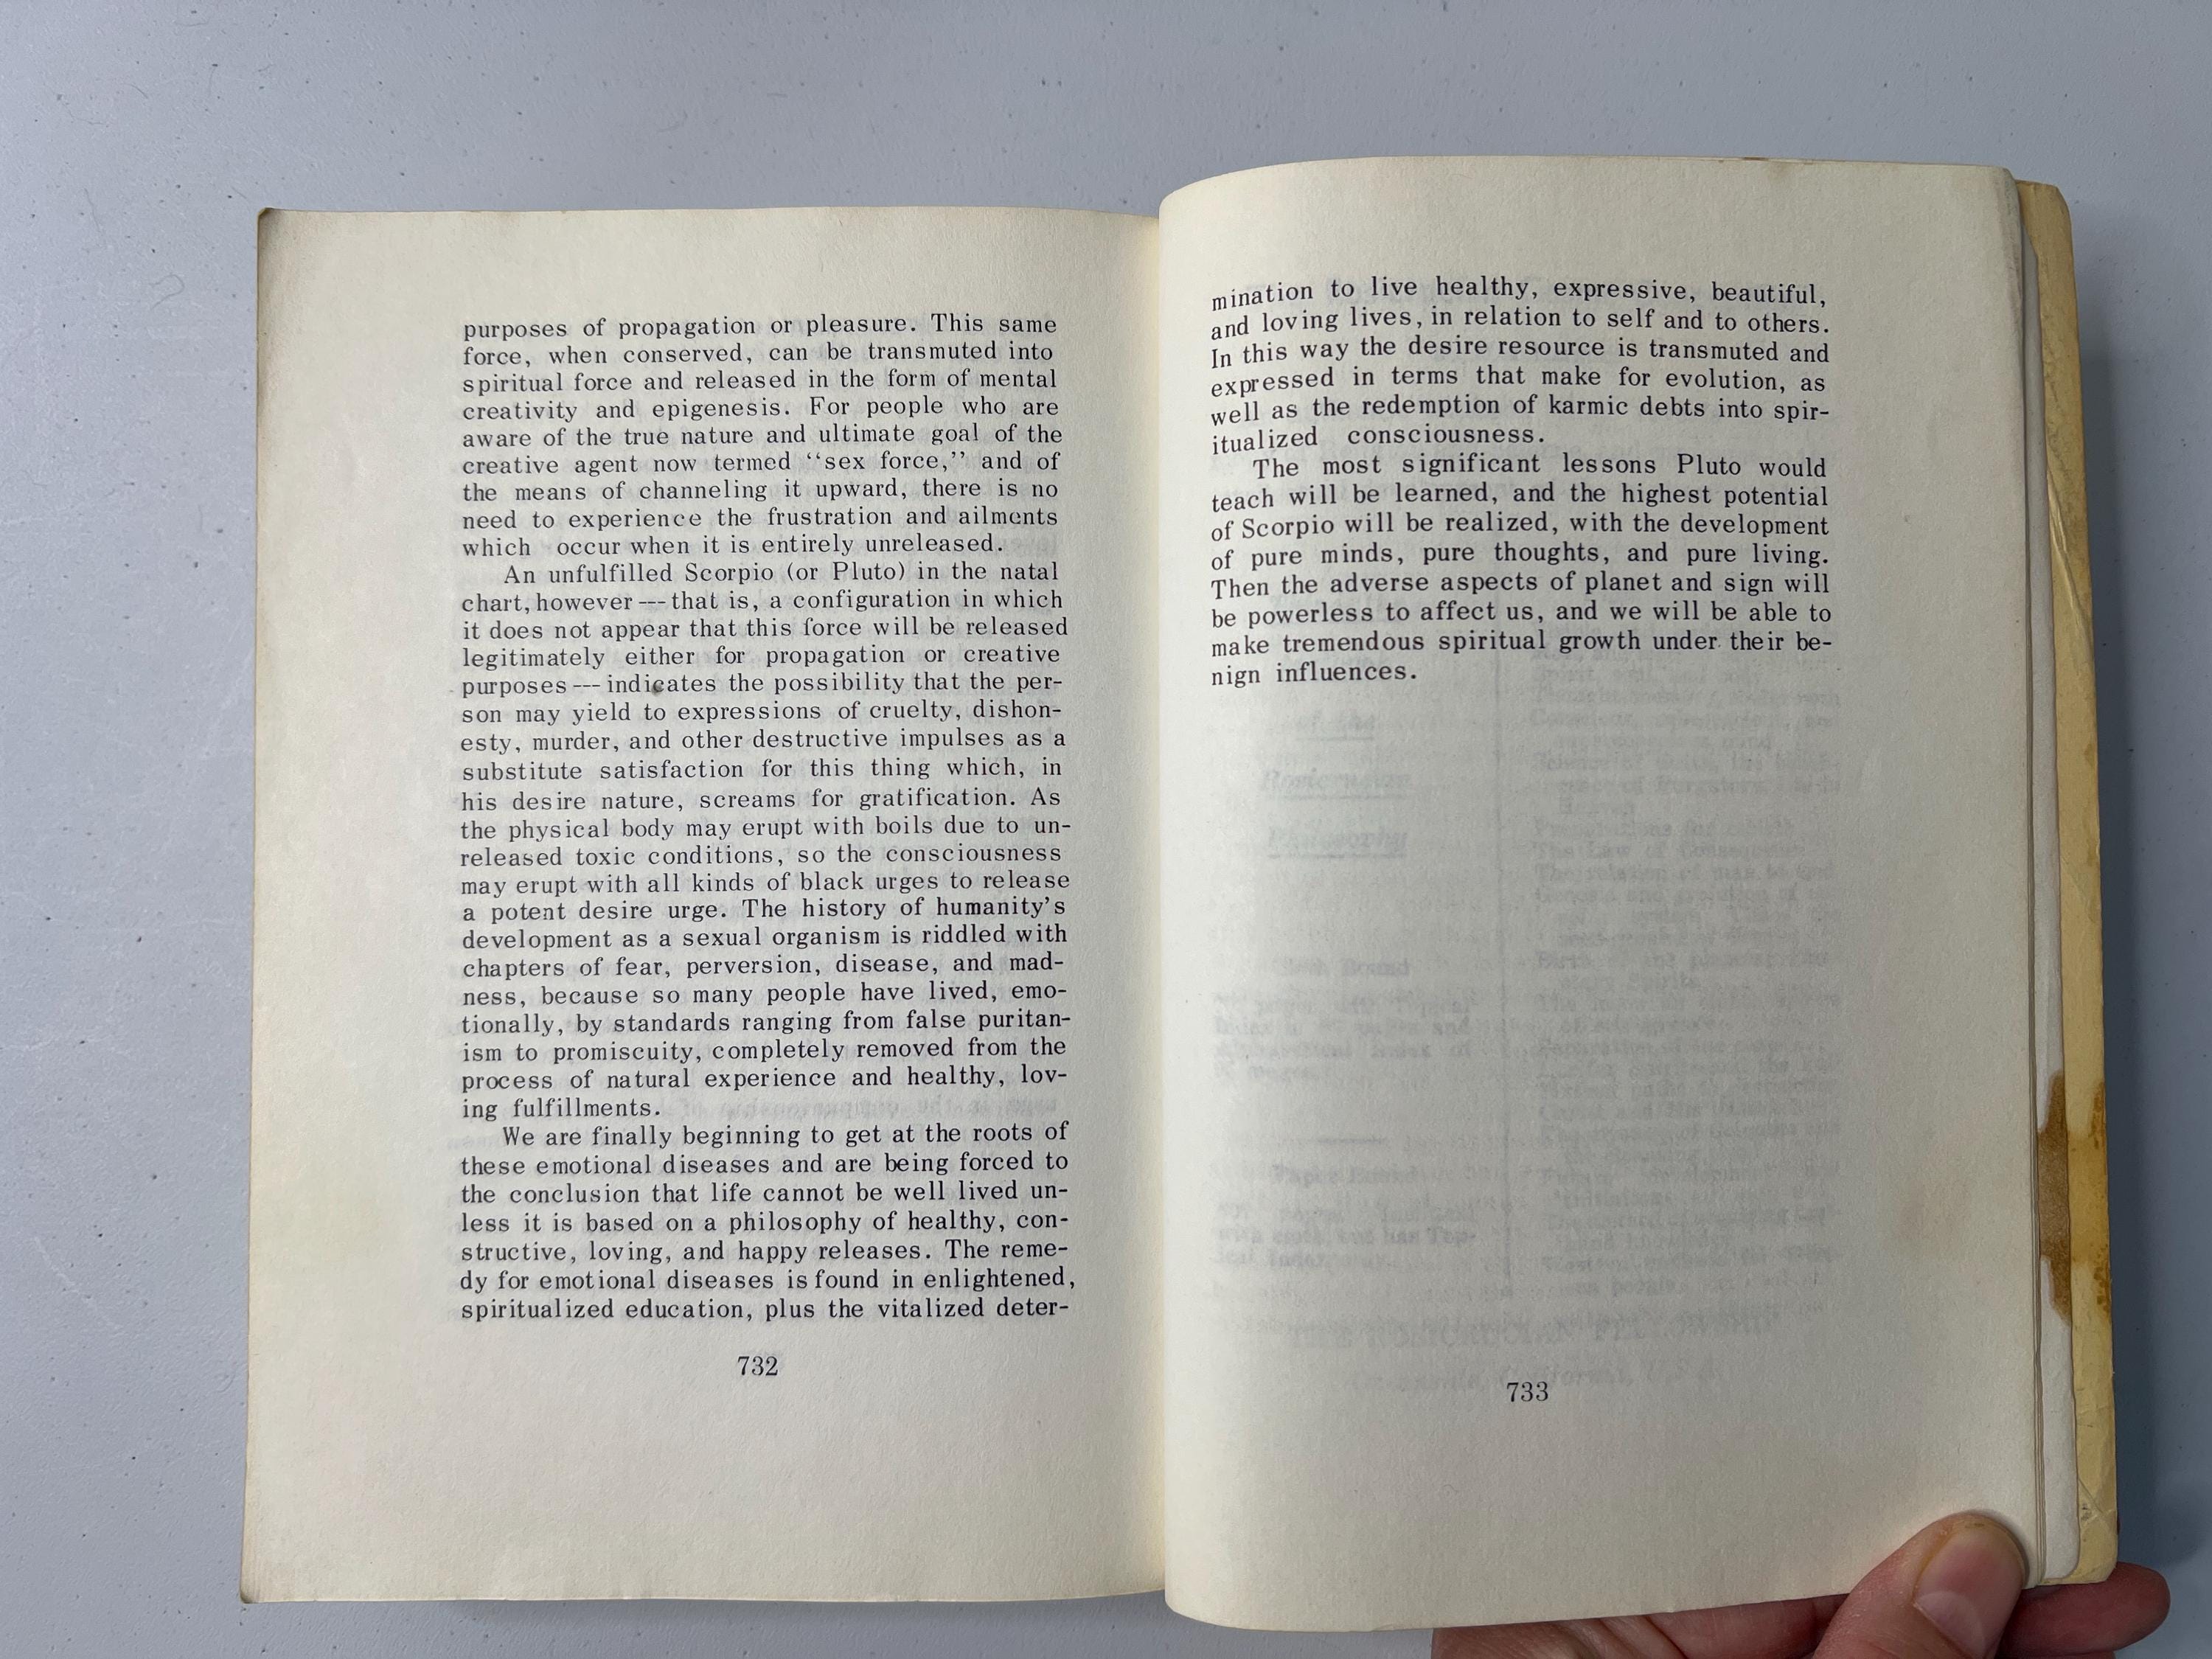 purposes of propagation or pleasure. This same
force, when conserved, can be transmuted into
spiritual force and released in the form of mental
creativity and epigenesis. For people who are
aware of the true nature and ultimate goal of the
creative agent now termed “sex force,” and of
the means of channeling it upward, there is no
need to experience the frustration and ailments
which occur when it is entirely unreleased.
An unfulfilled Scorpio (or Pluto) in the natal
chart, however --- that is, a configuration in which
it does not appear that this force will be released
legitimately either for propagation or creative
purposes --- indicates the possibility that the per-
son may yield to expressions of cruelty, dishon-
esty, murder, and other destructive impulses as a
substitute satisfaction for this thing which, in
his desire nature, screams for gratification. As
the physical body may erupt with boils due to un-
released toxic conditions, so the consciousness
may erupt with all kinds of black urges to release
a potent desire urge. The history of humanity's
development as a sexual organism is riddled with
chapters of fear, perversion, disease, and mad-
ness, because so many people have lived, emo-
tionally, by standards ranging from false puritan-
ism to promiscuity, completely removed from the
process of natural experience and healthy, lov-
ing fulfillments.
We are finally beginning to get at the roots of
these emotional diseases and are being forced to
the conclusion that life cannot be well lived un-
less it is based on a philosophy of healthy, con-
structive, loving, and happy releases. The reme-
dy for emotional diseases is found in enlightened,
spiritualized education, plus the vitalized deter-
732
mination to live healthy, expressive, beautiful,
and loving lives, in relation to self and to others.
In this way the desire resource is transmuted and
expressed in terms that make for evolution, as
well as the redemption of karmic debts into spir-
itualized consciousness.
The most significant lessons Pluto would
teach will be learned, and the highest potential
of Scorpio will be realized, with the development
of pure minds, pure thoughts, and pure living.
Then the adverse aspects of planet and sign will
be powerless to affect us, and we will be able to
make tremendous spiritual growth under their be-
nign influences.
733